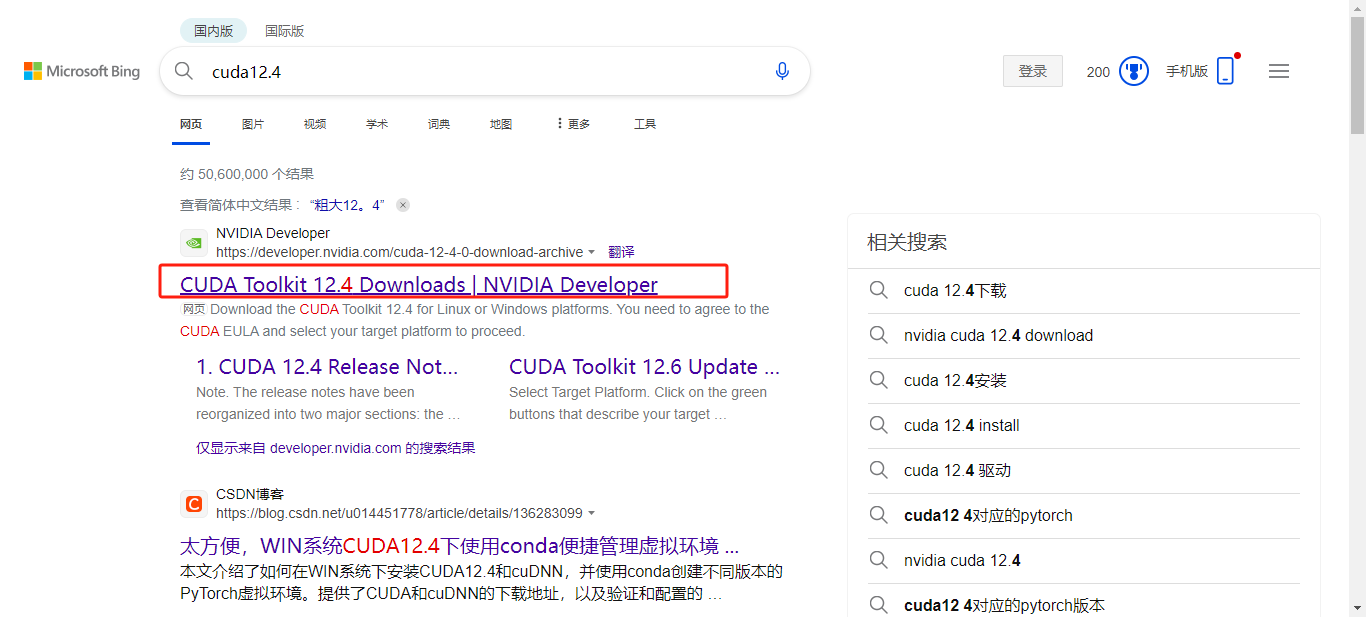 国内版 国际版
Microsoft Bing
cuda12.4
登录 200 手机版
网页 图片 视频 学术 词典 地图 更多 工具
约 50,600,000 个结果
查看简体中文结果： “粗大12。4”
NVIDIA Developer
https://developer.nvidia.com/cuda-12-4-0-download-archive 翻译
CUDA Toolkit 12.4 Downloads | NVIDIA Developer
网页 Download the CUDA Toolkit 12.4 for Linux or Windows platforms. You need to agree to the
CUDA EULA and select your target platform to proceed.
1. CUDA 12.4 Release Not...
Note. The release notes have been
reorganized into two major sections: the ...
CUDA Toolkit 12.6 Update ...
Select Target Platform. Click on the green
buttons that describe your target ...
仅显示来自 developer.nvidia.com 的搜索结果
CSDN博客
https://blog.csdn.net/u014451778/article/details/136283099
太方便，WIN系统CUDA12.4下使用conda便捷管理虚拟环境 ...
本文介绍了如何在WIN系统下安装CUDA12.4和cuDNN，并使用conda创建不同版本的
PyTorch虚拟环境。提供了CUDA和cuDNN的下载地址，以及验证和配置的 ...
相关搜索
cuda 12.4下载
nvidia cuda 12.4 download
cuda 12.4安装
cuda 12.4 install
cuda 12.4 驱动
cuda12 4对应的pytorch
nvidia cuda 12.4
cuda12 4对应的pytorch版本